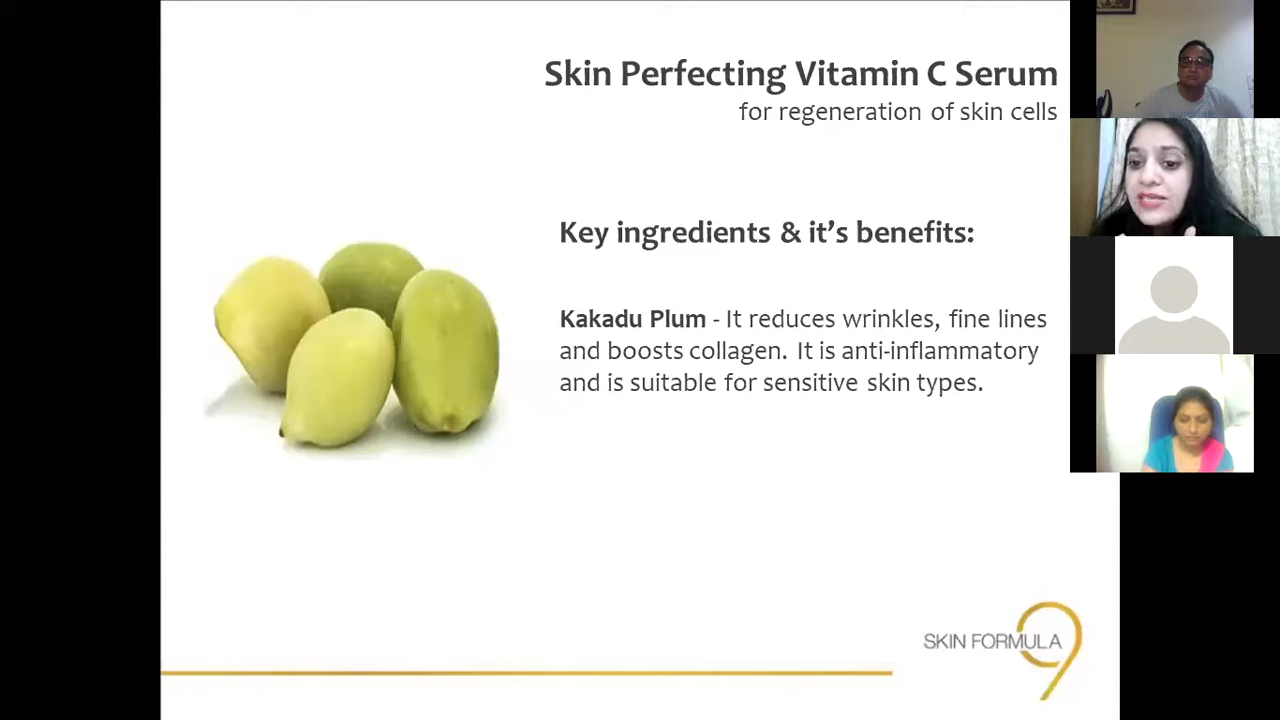 Skin Perfecting Vitamin C Serum
for regeneration of skin cells
Key ingredients & it's benefits:
Kakadu Plum - It reduces wrinkles, fine lines
and boosts collagen. It is anti-inflammatory
and is suitable for sensitive skin types.
SKIN FORMULA 9